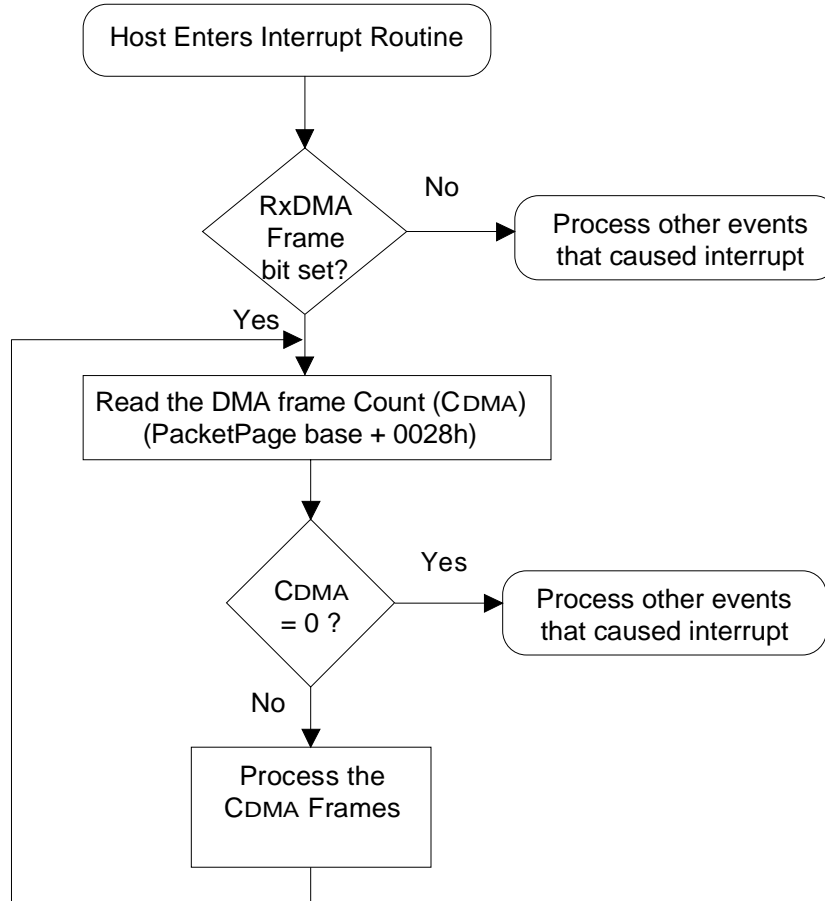 Host Enters Interrupt Routine
RxDMA
Frame
bit set?
No
Process other events
that caused interrupt
Yes
Read the DMA frame Count (CDMA)
(PacketPage base + 0028h)
CDMA
= 0 ?
Yes
Process other events
that caused interrupt
No
Process the
CDMA Frames